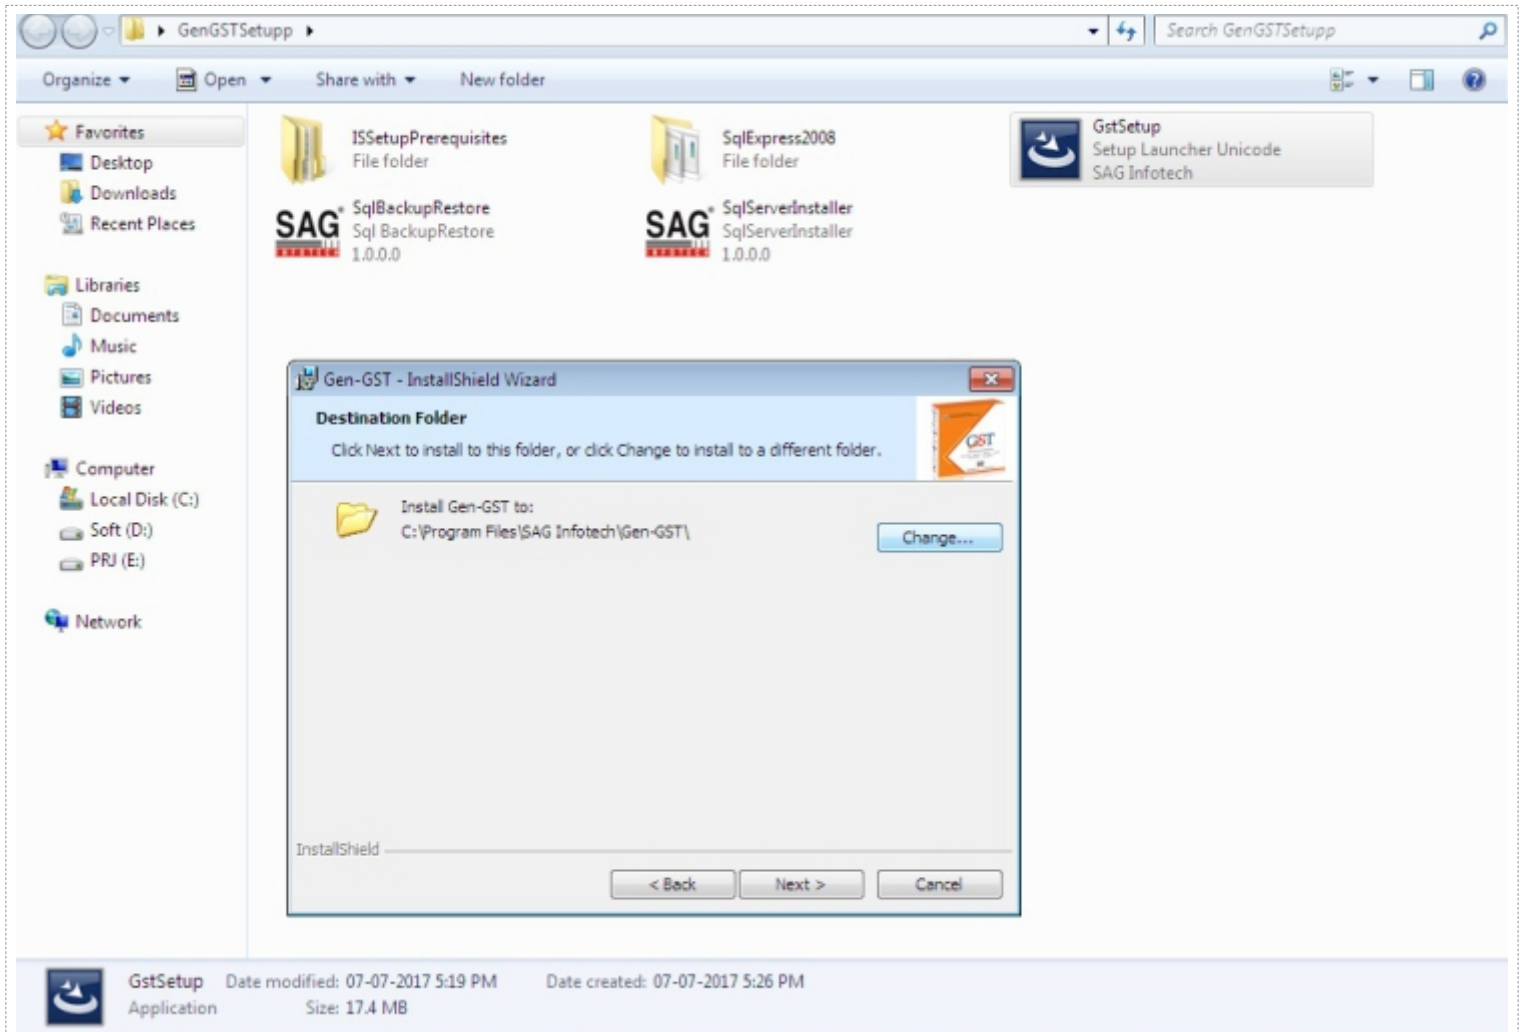 GenGSTSetupp
Search GenGSTSetupp
Organize
Open
Share with
New folder
Favorites
Desktop
Downloads
Recent Places
Libraries
Documents
Music
Pictures
Videos
Computer
Local Disk (C:)
Soft (D:)
PRJ (E:)
Network
ISSetupPrerequisites
File folder
SqlExpress2008
File folder
GstSetup
Setup Launcher Unicode
SAG Infotech
SAG
INFOTECH
SqlBackupRestore
Sql BackupRestore
1.0.0.0
SAG
INFOTECH
SqlServerInstaller
SqlServerInstaller
1.0.0.0
Gen-GST - InstallShield Wizard
Destination Folder
Click Next to install to this folder, or click Change to install to a different folder.
GST
Install Gen-GST to:
C:\Program Files\SAG Infotech\Gen-GST\
Change...
InstallShield
< Back
Next >
Cancel
GstSetup
Application
Date modified: 07-07-2017 5:19 PM
Size: 17.4 MB
Date created: 07-07-2017 5:26 PM